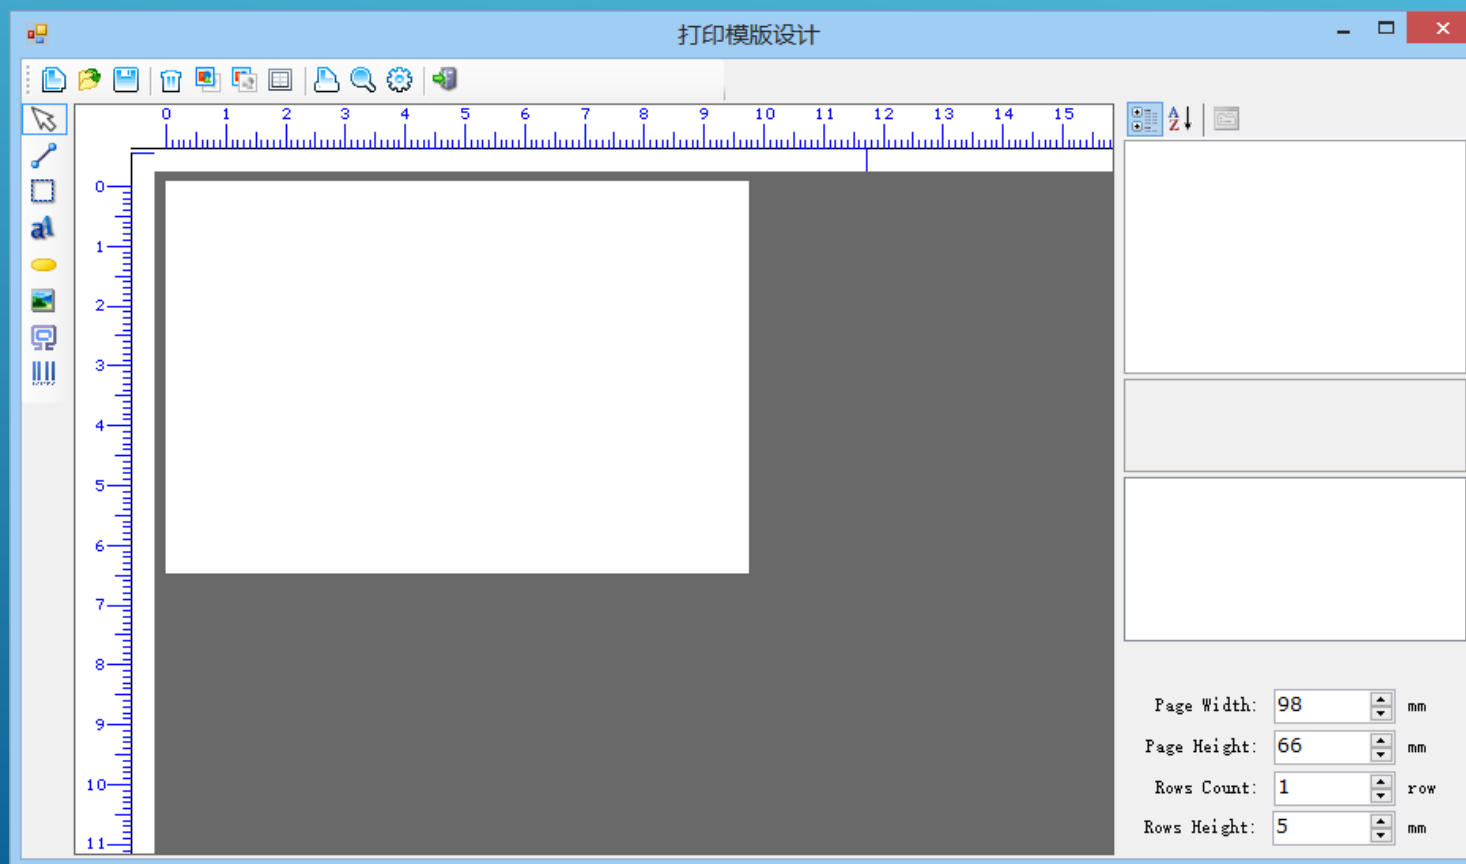 打印模版设计
0 1 2 3 4 5 6 7 8 9 10 11 12 13 14 15
A
Z
0
1
a
2
3
4
5
6
7
8
9
10
11
Page Width: 98 mm
Page Height: 66 mm
Rows Count: 1 row
Rows Height: 5 mm